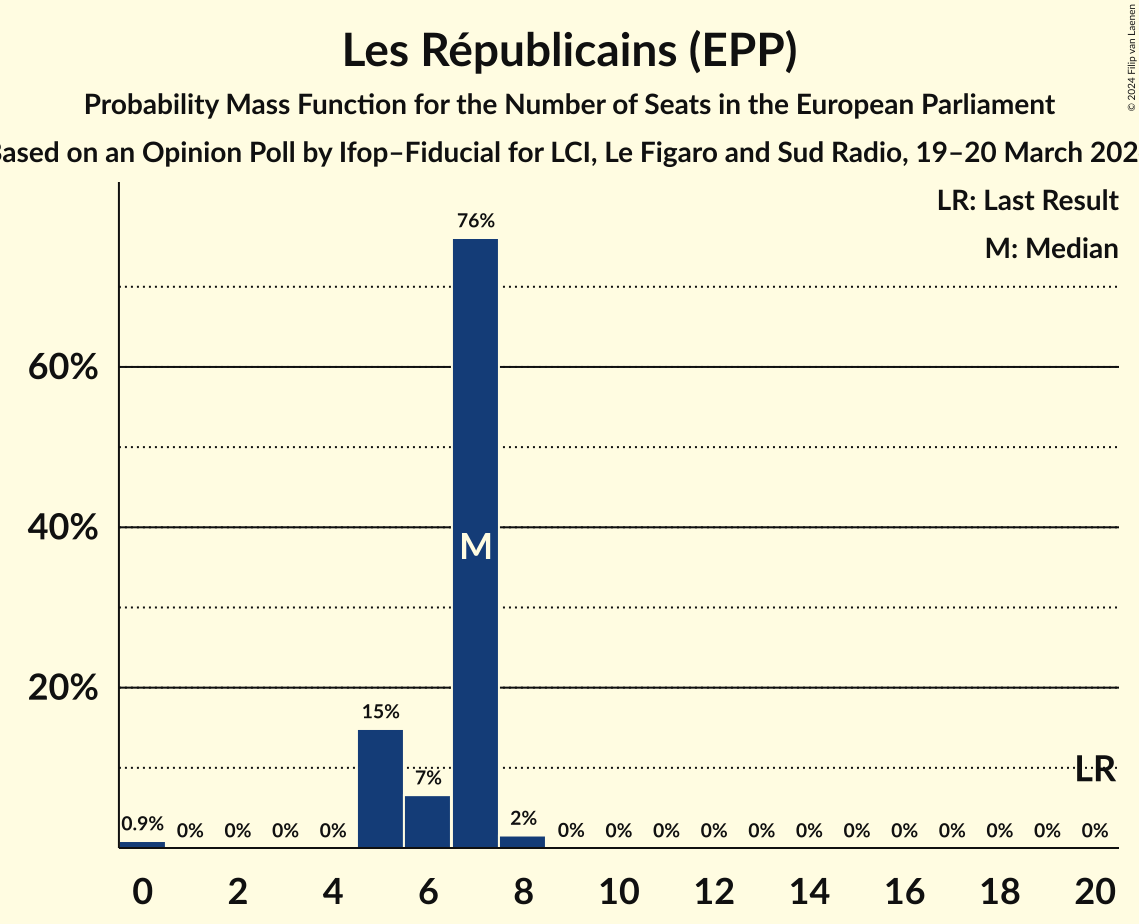 Les Républicains (EPP)
Probability Mass Function for the Number of Seats in the European Parliament
ased on an Opinion Poll by Ifop–Fiducial for LCI, Le Figaro and Sud Radio, 19–20 March 202
© 2024 Filip van Laenen
LR: Last Result
M: Median
76%
60%
40%
M
20%
15%
7%
LR
0.9% 0% 0% 0% 0% 2% 0% 0% 0% 0% 0% 0% 0% 0% 0% 0% 0% 0%
0 2 4 6 8 10 12 14 16 18 20